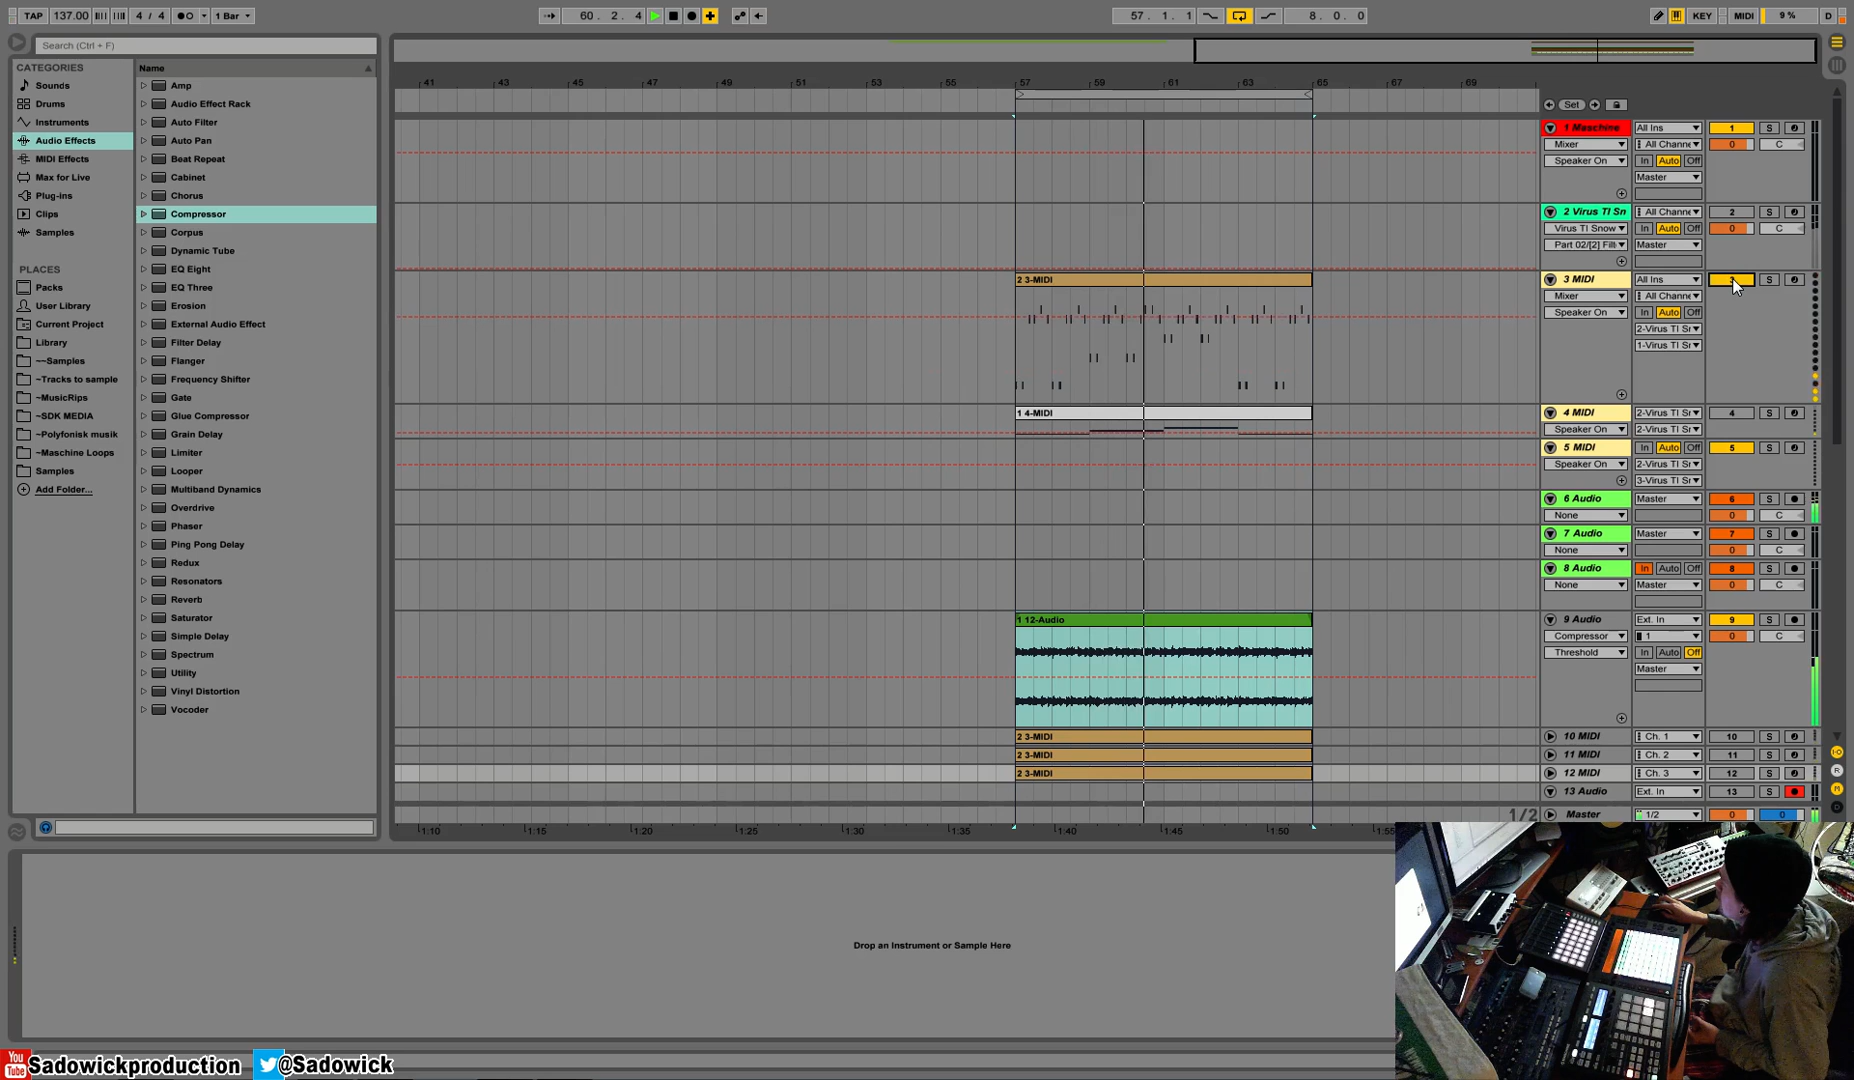 TAP 137.00 4 / 4 1 Bar 60. 2. 4 57. 1. 1 8. 0. 0 KEY MIDI 9 % D
Search (Ctrl + F)
CATEGORIES
Sounds
Drums
Instruments
Audio Effects
MIDI Effects
Max for Live
Plug-ins
Clips
Samples
PLACES
Packs
User Library
Current Project
Library
~~Samples
~Tracks to sample
~MusicRips
~SDK MEDIA
~Polyfonisk musik
~Maschine Loops
Samples
Add Folder...
Name
Amp
Audio Effect Rack
Auto Filter
Auto Pan
Beat Repeat
Cabinet
Chorus
Compressor
Corpus
Dynamic Tube
EQ Eight
EQ Three
Erosion
External Audio Effect
Filter Delay
Flanger
Frequency Shifter
Gate
Glue Compressor
Grain Delay
Limiter
Looper
Multiband Dynamics
Overdrive
Phaser
Ping Pong Delay
Redux
Resonators
Reverb
Saturator
Simple Delay
Spectrum
Utility
Vinyl Distortion
Vocoder
41 43 45 47 49 51 53 55 57 59 61 63 65 67 69
Set
1 Maschine All Ins 1 S
Mixer All Channe 0 C
Speaker On In Auto Off
Master
2 Virus TI Sn All Channe 2 S
Virus TI Snow In Auto Off 0 C
Part 02/[2] Filt Master
2 3-MIDI
3 MIDI All Ins S
Mixer All Channe
Speaker On In Auto Off
2-Virus TI Sr
1-Virus TI Sr
1 4-MIDI
4 MIDI 2-Virus TI Sr 4 S
Speaker On 2-Virus TI Sr
5 MIDI In Auto Off 5 S
Speaker On 2-Virus TI Sr
3-Virus TI Sr
6 Audio Master 6 S
None 0 C
7 Audio Master 7 S
None 0 C
8 Audio In Auto Off 8 S
None Master 0 C
1 12-Audio
9 Audio Ext. In 9 S
Compressor 1 0 C
Threshold In Auto Off
Master
2 3-MIDI 10 MIDI Ch. 1 10 S
2 3-MIDI 11 MIDI Ch. 2 11 S
2 3-MIDI 12 MIDI Ch. 3 12 S
13 Audio Ext. In 13 S
1/2 Master 1/2 0 0
1:10 1:15 1:20 1:25 1:30 1:35 1:40 1:45 1:50 1:55
Drop an Instrument or Sample Here
You Tube Sadowickproduction @Sadowick